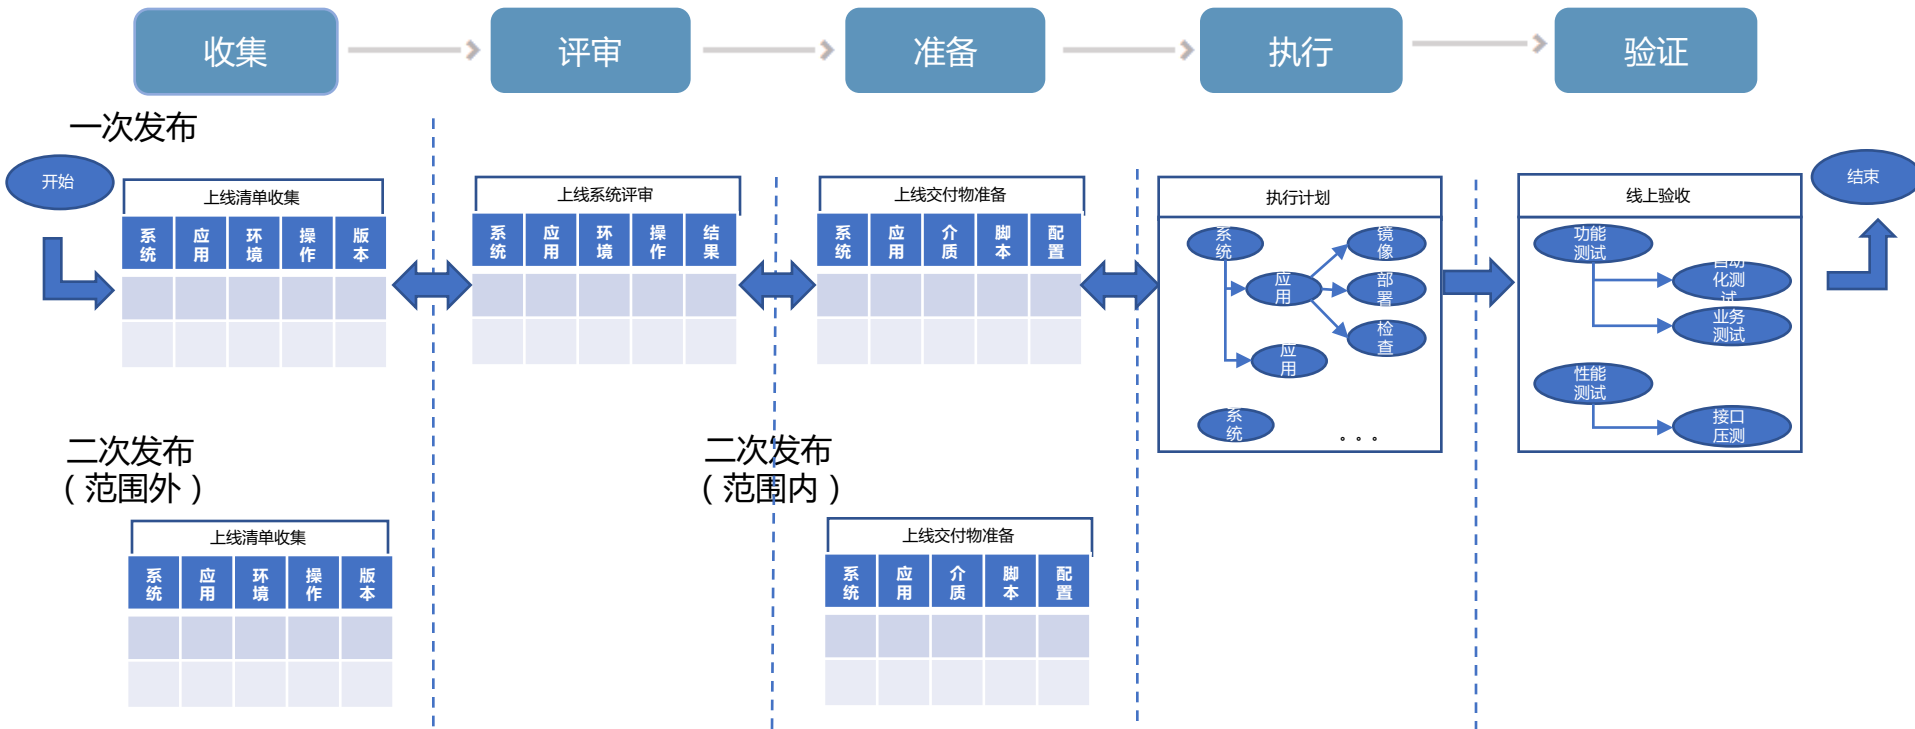 收集
评审
准备
执行
验证
一次发布
开始
上线清单收集
系统
应用
环境
操作
版本
上线系统评审
系统
应用
环境
操作
结果
上线交付物准备
系统
应用
介质
脚本
配置
执行计划
系统
应用
镜像
部署
检查
应用
系统
。。。
线上验收
功能
测试
自动
化测
试
业务
测试
性能
测试
接口
压测
结束
二次发布
（范围外）
上线清单收集
系统
应用
环境
操作
版本
二次发布
（范围内）
上线交付物准备
系统
应用
介质
脚本
配置